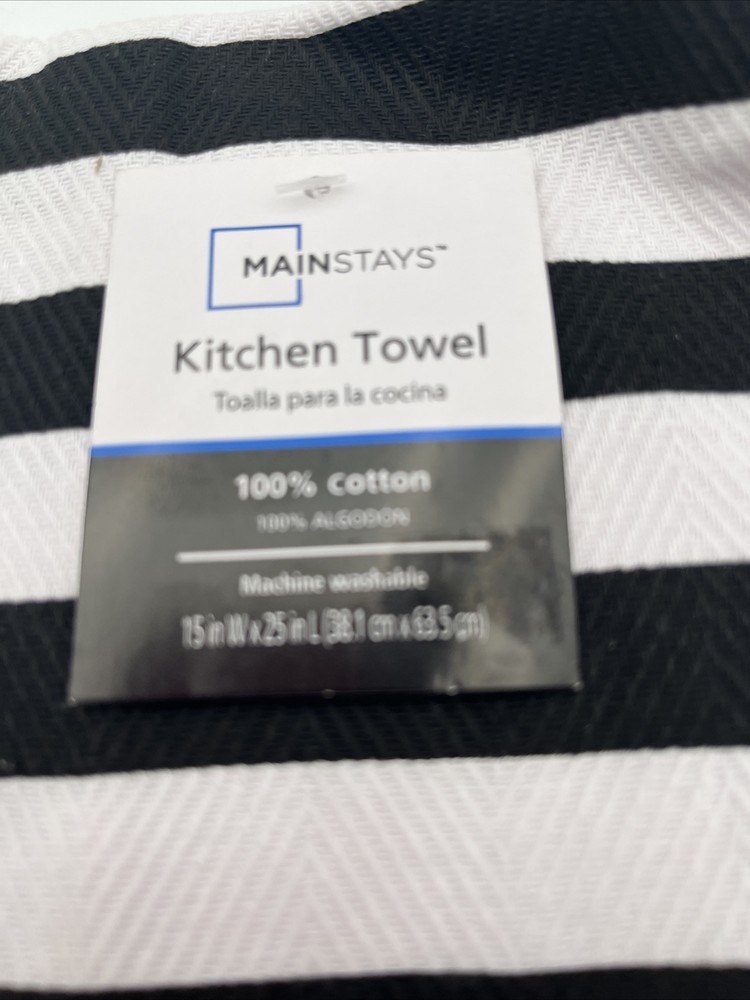 MAINSTAYS™
Kitchen Towel
Toalla para la cocina
100% cotton
100% ALGODON
Machine washable
15 in W x 25 in L (38.1 cm x 63.5 cm)